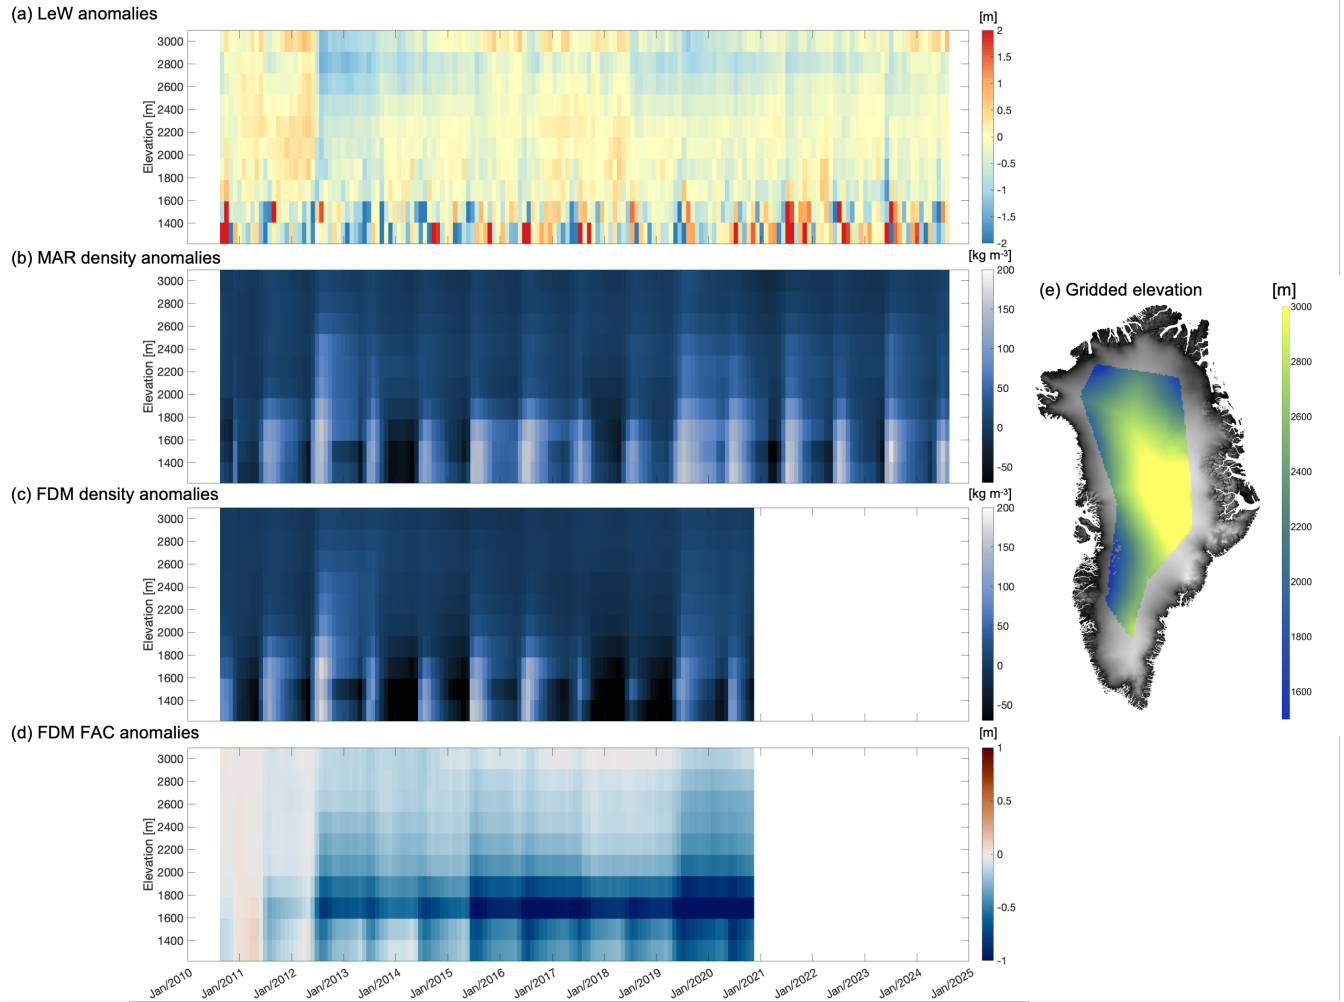 (a) LeW anomalies
[m]
Elevation [m]
3000
2800
2600
2400
2200
2000
1800
1600
1400
2
1.5
1
0.5
0
-0.5
-1
-1.5
-2
(b) MAR density anomalies
[kg m-3]
Elevation [m]
3000
2800
2600
2400
2200
2000
1800
1600
1400
200
150
100
50
0
-50
(c) FDM density anomalies
[kg m-3]
Elevation [m]
3000
2800
2600
2400
2200
2000
1800
1600
1400
200
150
100
50
0
-50
(d) FDM FAC anomalies
[m]
Elevation [m]
3000
2800
2600
2400
2200
2000
1800
1600
1400
1
0.5
0
-0.5
-1
Jan/2010
Jan/2011
Jan/2012
Jan/2013
Jan/2014
Jan/2015
Jan/2016
Jan/2017
Jan/2018
Jan/2019
Jan/2020
Jan/2021
Jan/2022
Jan/2023
Jan/2024
Jan/2025
(e) Gridded elevation
[m]
3000
2800
2600
2400
2200
2000
1800
1600